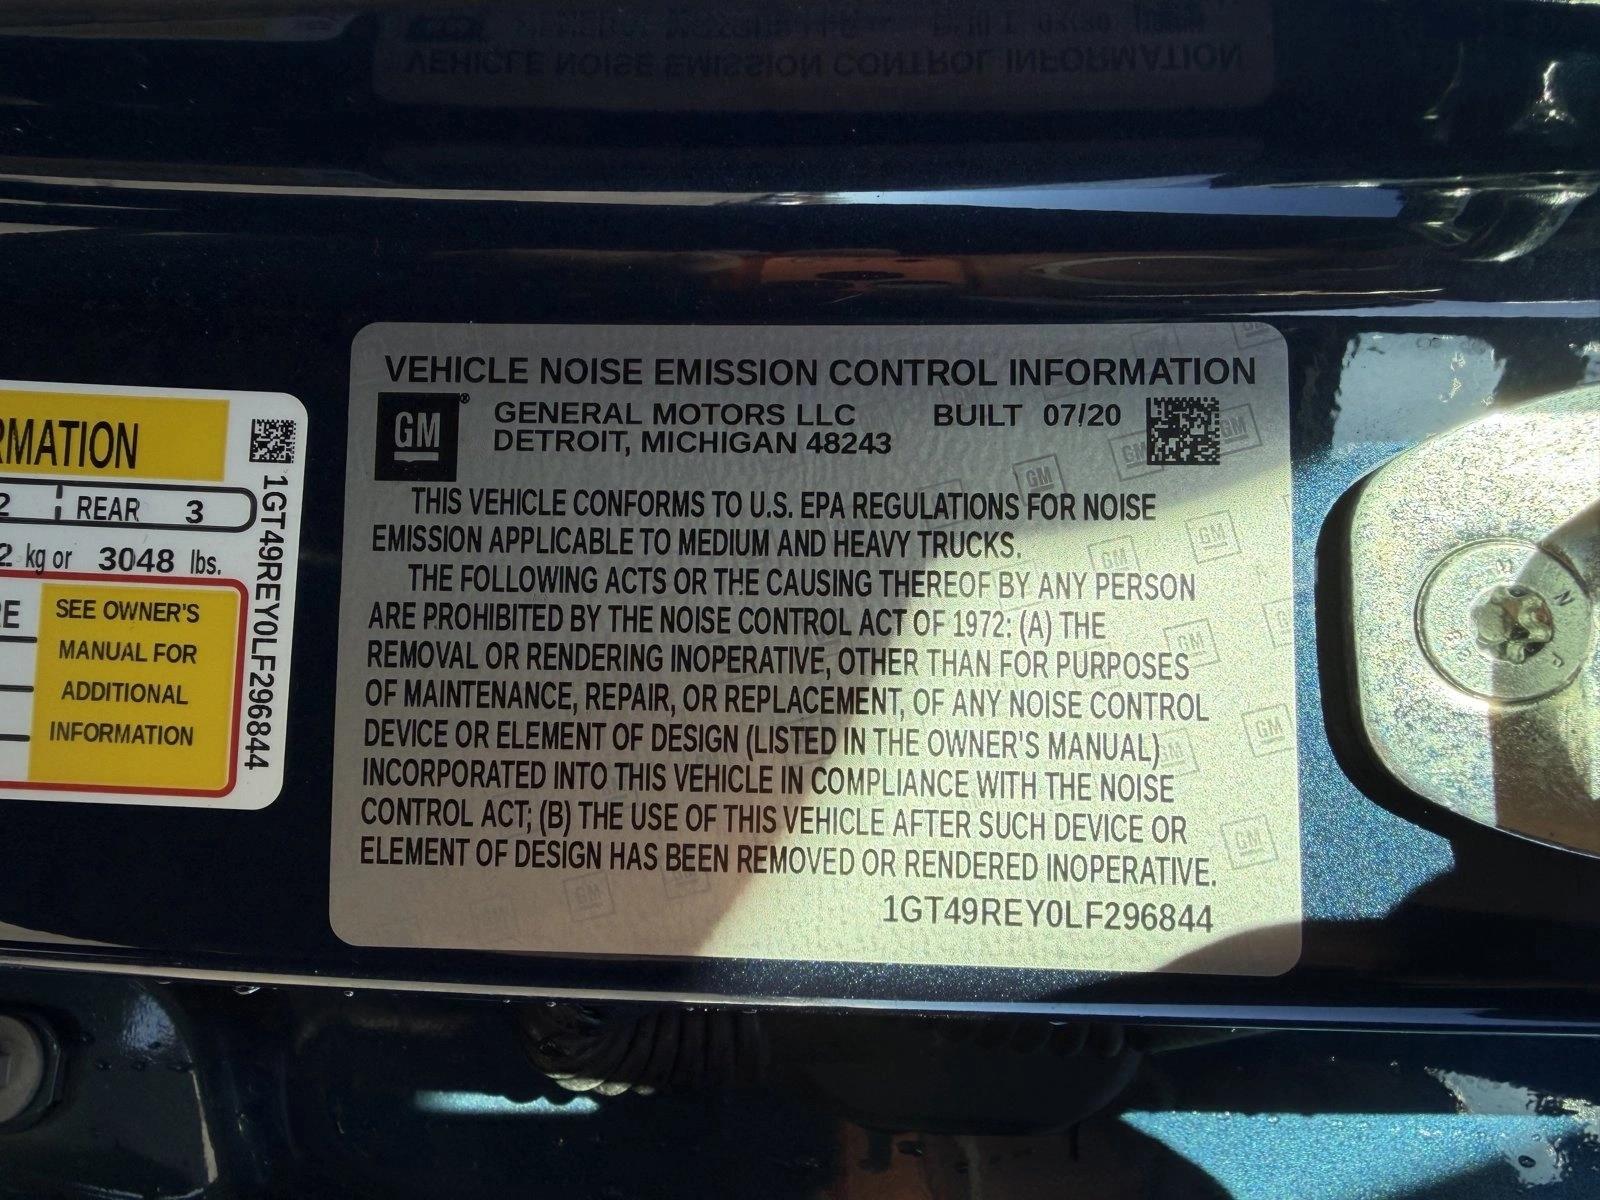 VEHICLE NOISE EMISSION CONTROL INFORMATION
GM®
GENERAL MOTORS LLC BUILT 07/20
DETROIT, MICHIGAN 48243
THIS VEHICLE CONFORMS TO U.S. EPA REGULATIONS FOR NOISE
EMISSION APPLICABLE TO MEDIUM AND HEAVY TRUCKS.
THE FOLLOWING ACTS OR THE CAUSING THEREOF BY ANY PERSON
ARE PROHIBITED BY THE NOISE CONTROL ACT OF 1972: (A) THE
REMOVAL OR RENDERING INOPERATIVE, OTHER THAN FOR PURPOSES
OF MAINTENANCE, REPAIR, OR REPLACEMENT, OF ANY NOISE CONTROL
DEVICE OR ELEMENT OF DESIGN (LISTED IN THE OWNER'S MANUAL)
INCORPORATED INTO THIS VEHICLE IN COMPLIANCE WITH THE NOISE
CONTROL ACT; (B) THE USE OF THIS VEHICLE AFTER SUCH DEVICE OR
ELEMENT OF DESIGN HAS BEEN REMOVED OR RENDERED INOPERATIVE.
1GT49REY0LF296844
RMATION
2 REAR 3
2 kg or 3048 lbs.
RE
SEE OWNER'S
MANUAL FOR
ADDITIONAL
INFORMATION
1GT49REY0LF296844